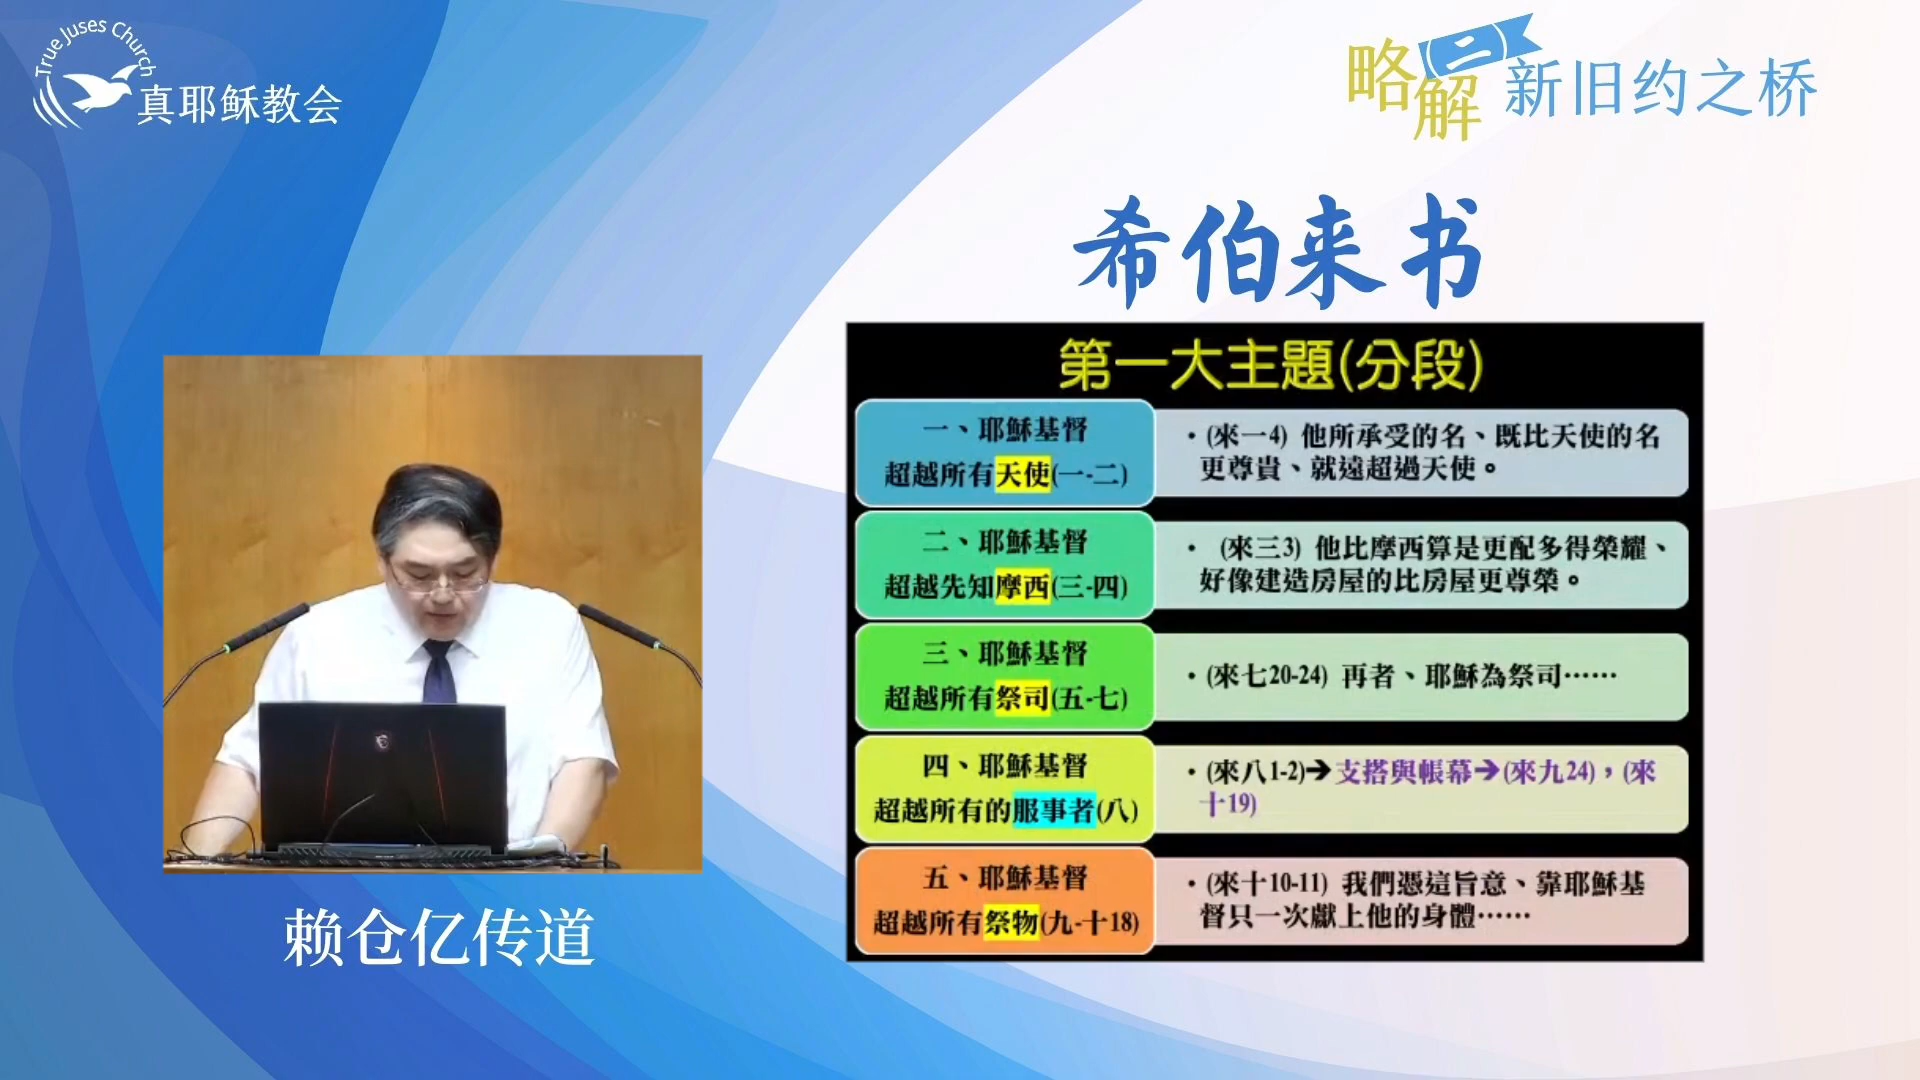 True Juses Church
真耶稣教会
略解二
新旧约之桥
希伯来书
第一大主題(分段)
一、耶穌基督
超越所有天使(一-二)
・(來一4) 他所承受的名、既比天使的名
更尊貴、就遠超過天使。
二、耶穌基督
超越先知摩西(三-四)
・ (來三3) 他比摩西算是更配多得榮耀、
好像建造房屋的比房屋更尊榮。
三、耶穌基督
超越所有祭司(五-七)
・(來七20-24) 再者、耶穌為祭司⋯⋯
四、耶穌基督
超越所有的服事者(八)
・(來八1-2)➔支搭與帳幕➔(來九24)，(來
十19)
五、耶穌基督
超越所有祭物(九-十18)
・(來十10-11) 我們憑這旨意、靠耶穌基
督只一次獻上他的身體⋯⋯
赖仓亿传道